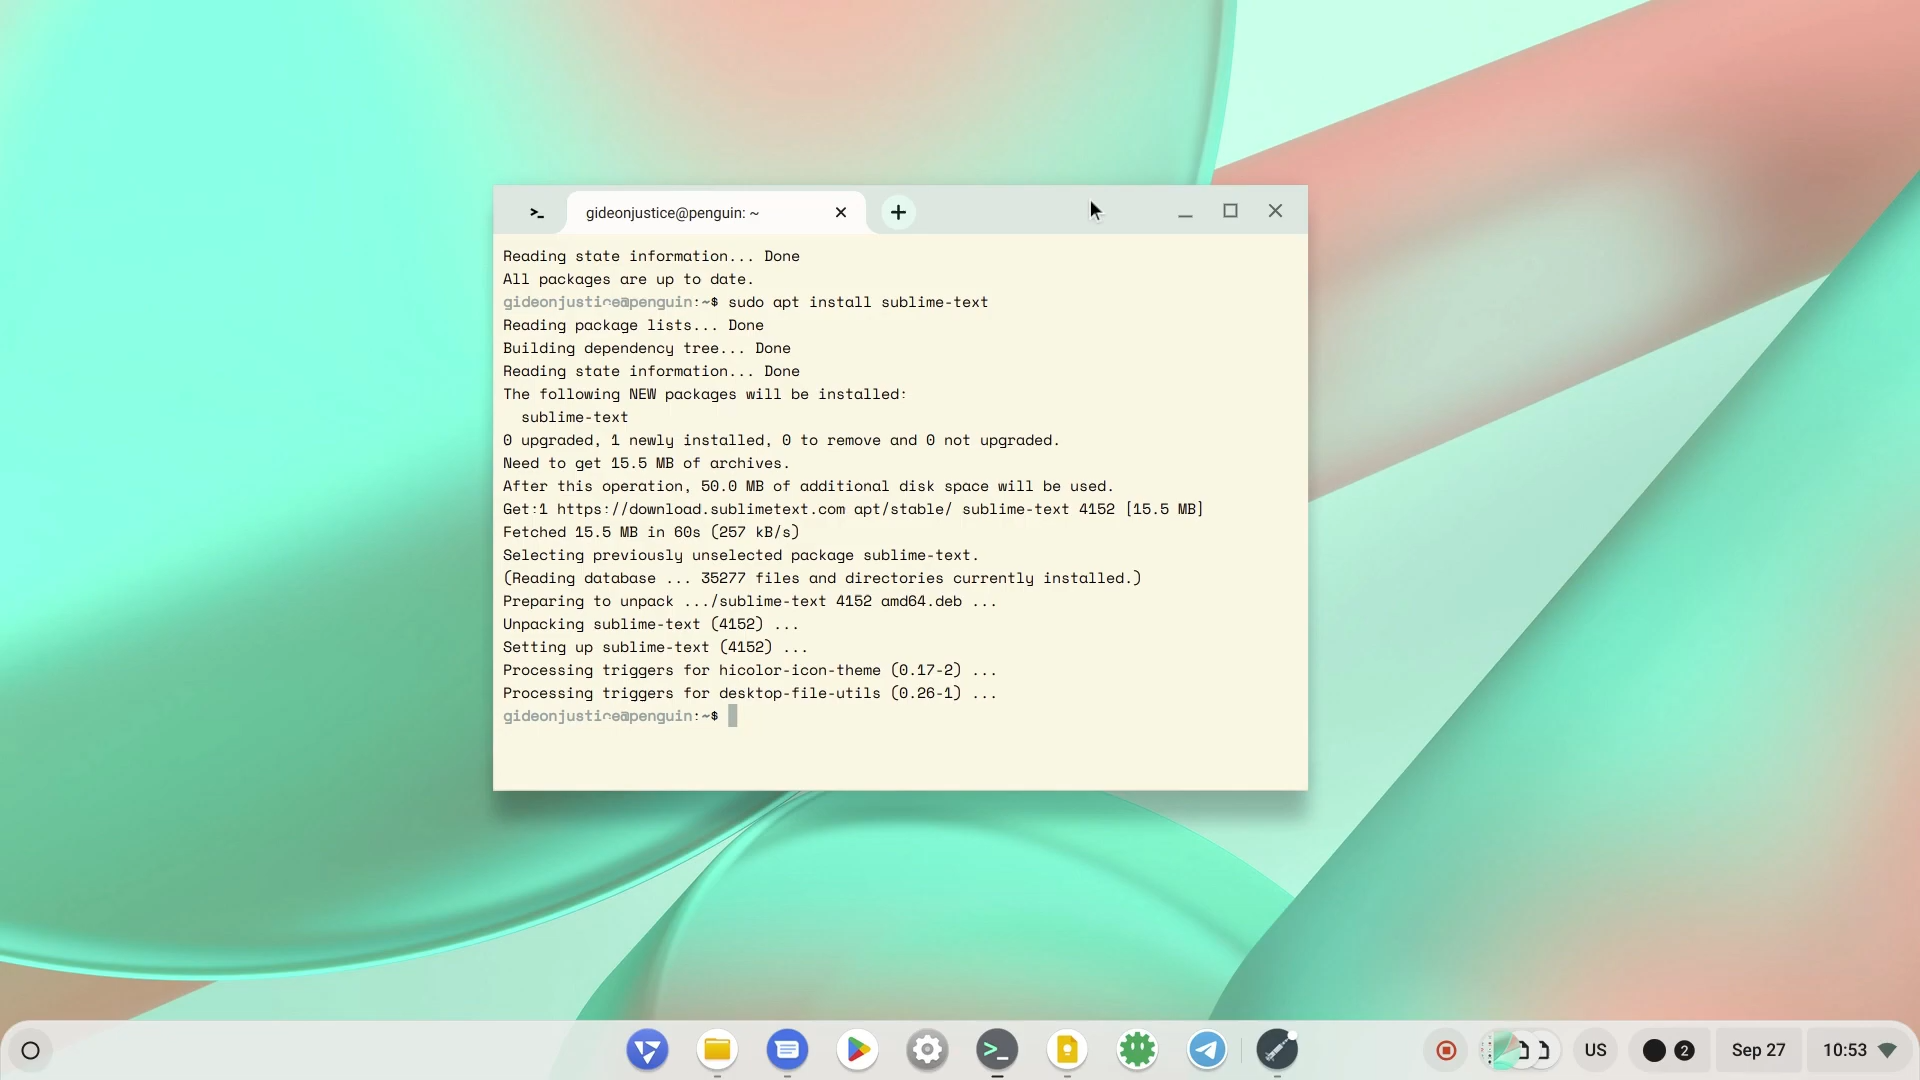 gideonjustice@penguin: ~
Reading state information... Done
All packages are up to date.
gideonjustice@penguin:~$ sudo apt install sublime-text
Reading package lists... Done
Building dependency tree... Done
Reading state information... Done
The following NEW packages will be installed:
sublime-text
0 upgraded, 1 newly installed, 0 to remove and 0 not upgraded.
Need to get 15.5 MB of archives.
After this operation, 50.0 MB of additional disk space will be used.
Get:1 https://download.sublimetext.com apt/stable/ sublime-text 4152 [15.5 MB]
Fetched 15.5 MB in 60s (257 kB/s)
Selecting previously unselected package sublime-text.
(Reading database ... 35277 files and directories currently installed.)
Preparing to unpack .../sublime-text 4152 amd64.deb ...
Unpacking sublime-text (4152) ...
Setting up sublime-text (4152) ...
Processing triggers for hicolor-icon-theme (0.17-2) ...
Processing triggers for desktop-file-utils (0.26-1) ...
gideonjustice@penguin:~$
US
2
Sep 27
10:53